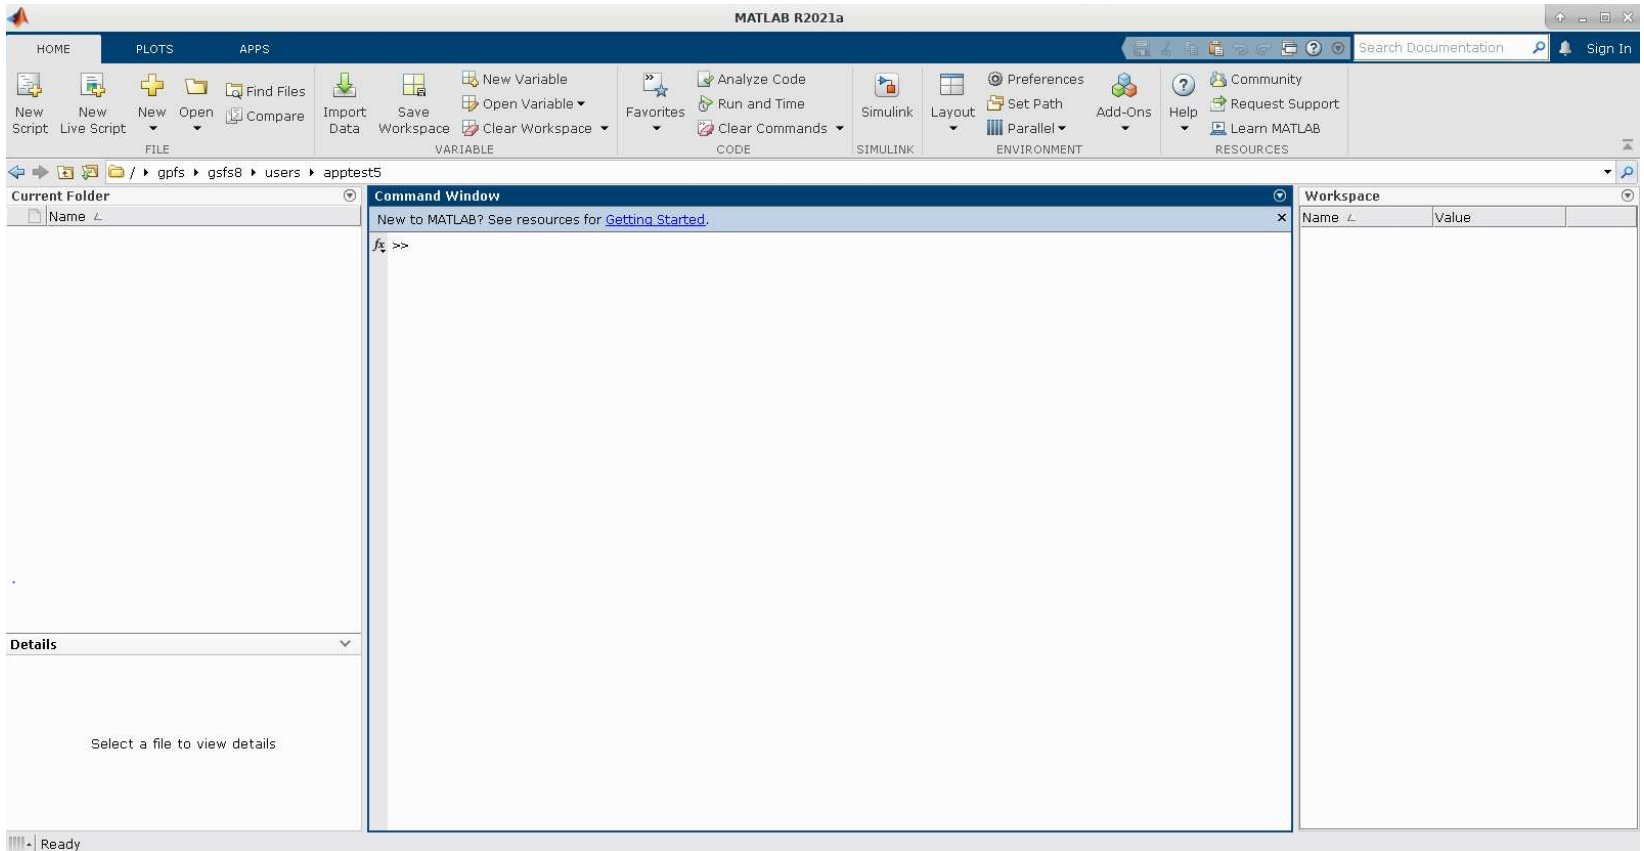 MATLAB R2021a
HOME PLOTS APPS
Search Documentation Sign In
New Script
New Live Script
New
Open
Find Files
Compare
FILE
Import Data
Save Workspace
New Variable
Open Variable
Clear Workspace
VARIABLE
Favorites
Analyze Code
Run and Time
Clear Commands
CODE
Simulink
SIMULINK
Layout
Preferences
Set Path
Parallel
Add-Ons
ENVIRONMENT
Help
Community
Request Support
Learn MATLAB
RESOURCES
/ gpfs gsfs8 users apptest5
Current Folder
Name
Details
Select a file to view details
Command Window
New to MATLAB? See resources for Getting Started.
fx >>
Workspace
Name Value
Ready